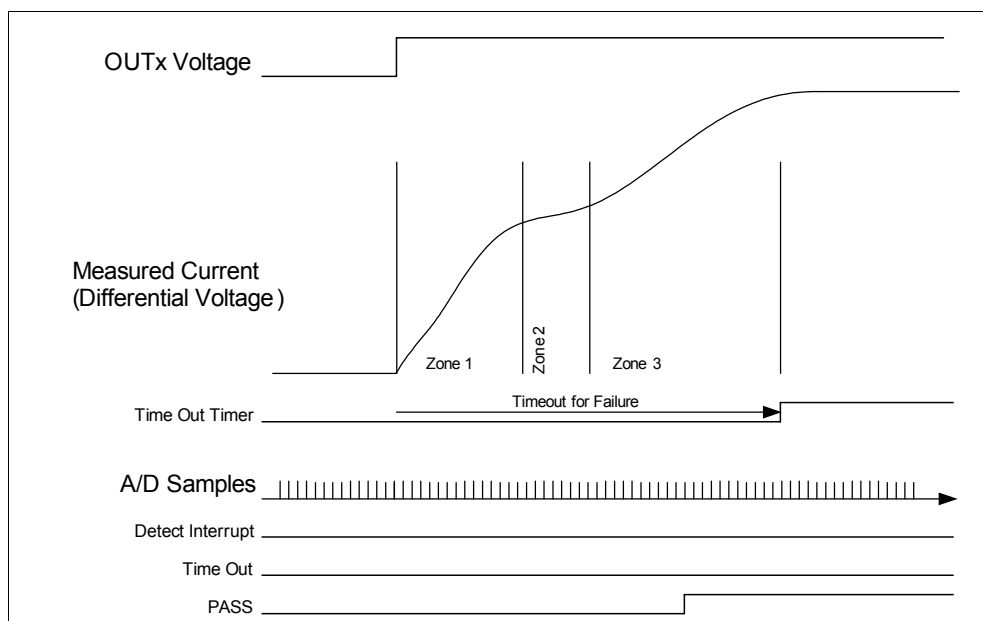 OUTx Voltage
Measured Current
(Differential Voltage )
Zone 1
Zone 2
Zone 3
Timeout for Failure
Time Out Timer
A/D Samples
Detect Interrupt
Time Out
PASS